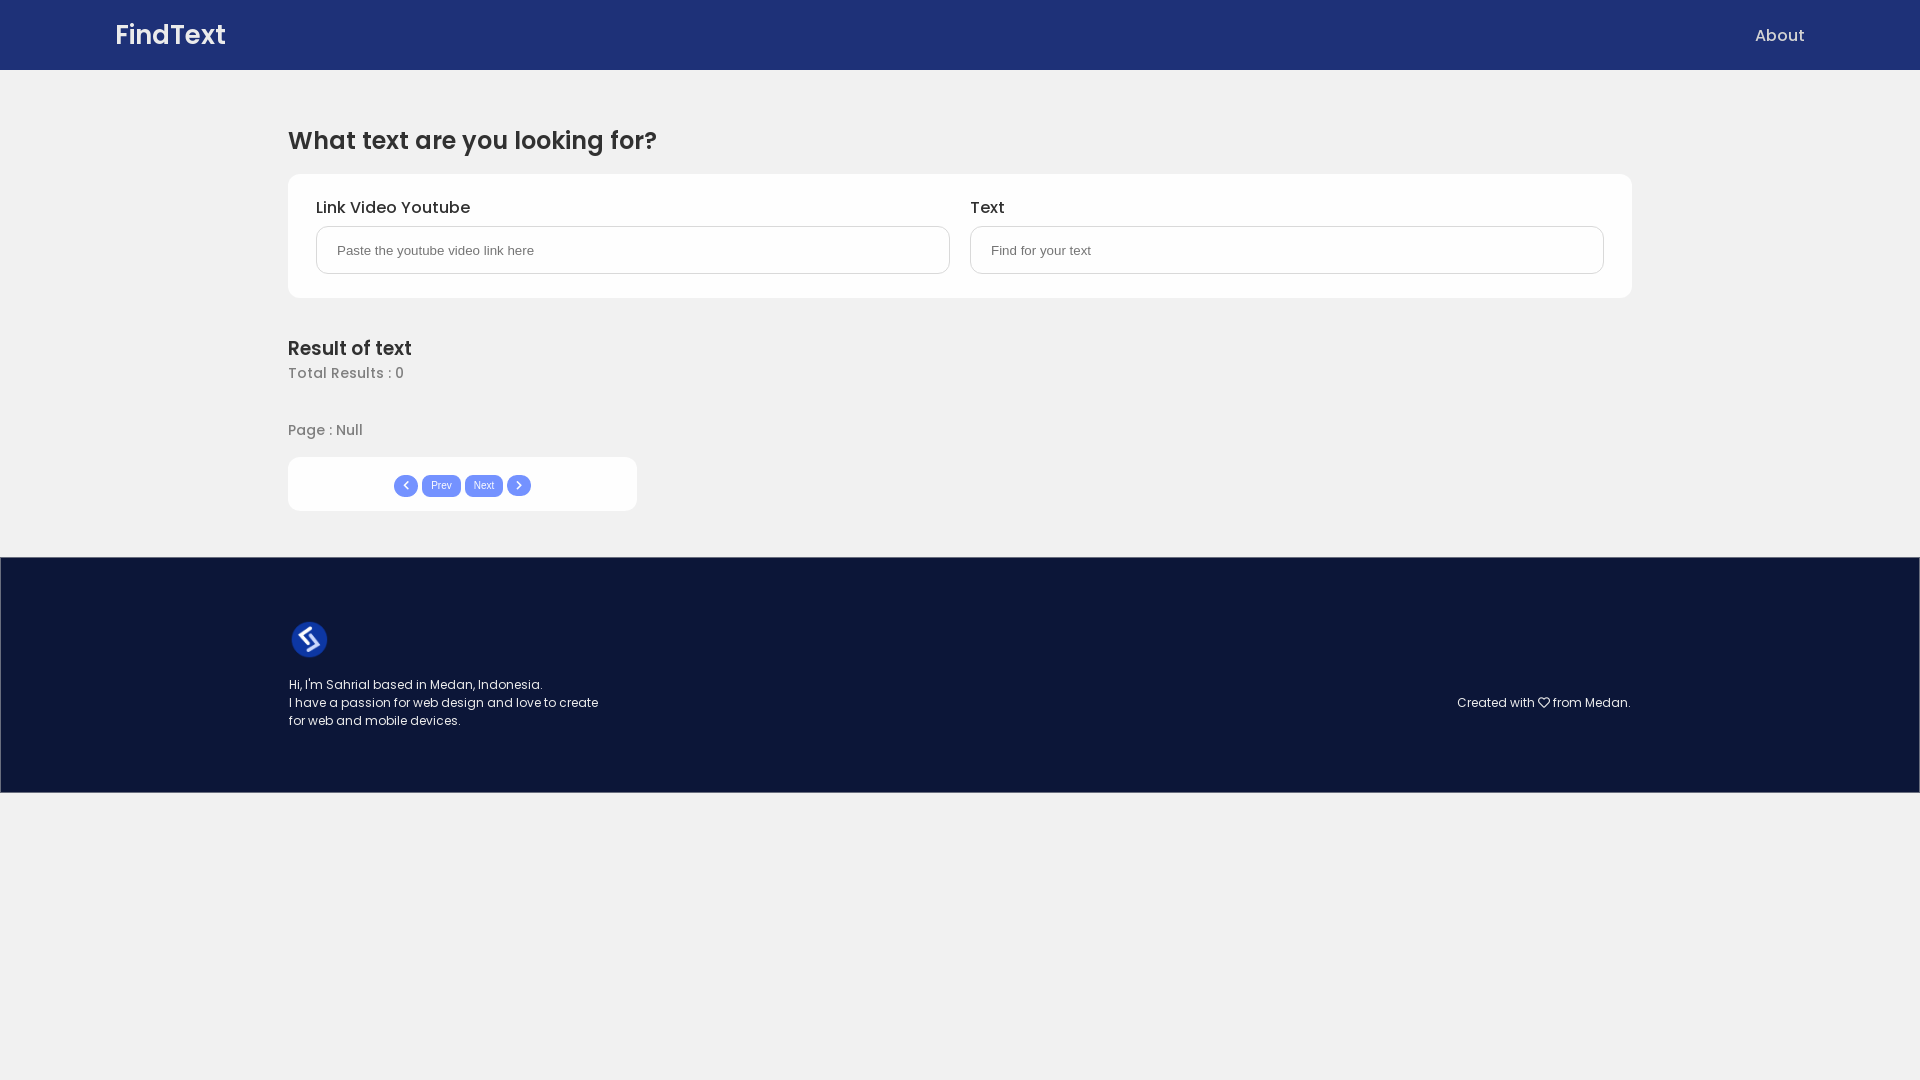 FindText
About
What text are you looking for?
Link Video Youtube
Text
Paste the youtube video link here
Find for your text
Result of text
Total Results : 0
Page : Null
Prev
Next
Hi, I'm Sahrial based in Medan, Indonesia.
I have a passion for web design and love to create
for web and mobile devices.
Created with ♡ from Medan.